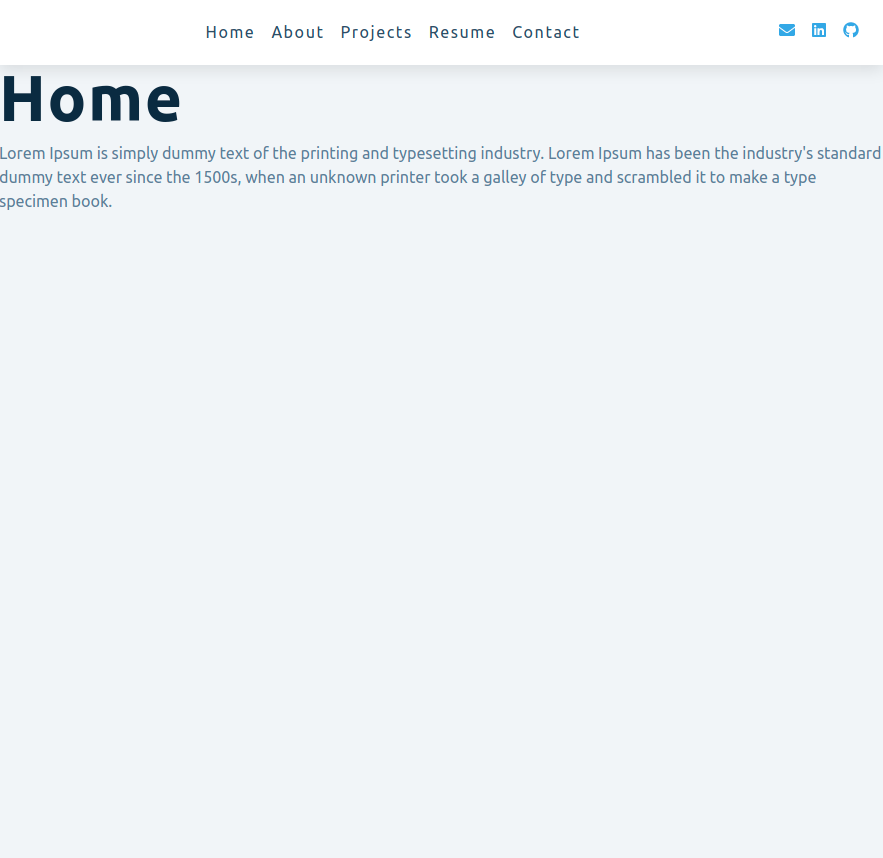 Home About Projects Resume Contact
Home
Lorem Ipsum is simply dummy text of the printing and typesetting industry. Lorem Ipsum has been the industry's standard
dummy text ever since the 1500s, when an unknown printer took a galley of type and scrambled it to make a type
specimen book.